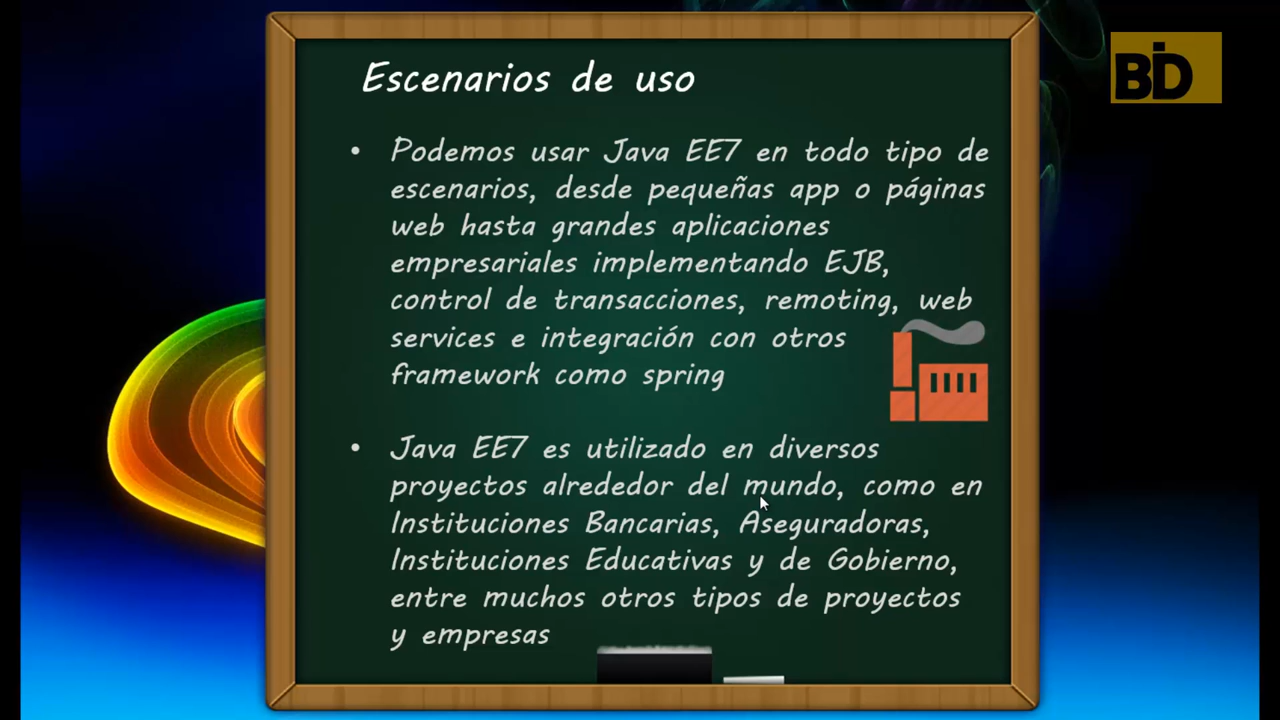 Escenarios de uso
BID
• Podemos usar Java EE7 en todo tipo de
escenarios, desde pequeñas app o páginas
web hasta grandes aplicaciones
empresariales implementando EJB,
control de transacciones, remoting, web
services e integración con otros
framework como spring
• Java EE7 es utilizado en diversos
proyectos alrededor del mundo, como en
Instituciones Bancarias, Aseguradoras,
Instituciones Educativas y de Gobierno,
entre muchos otros tipos de proyectos
y empresas